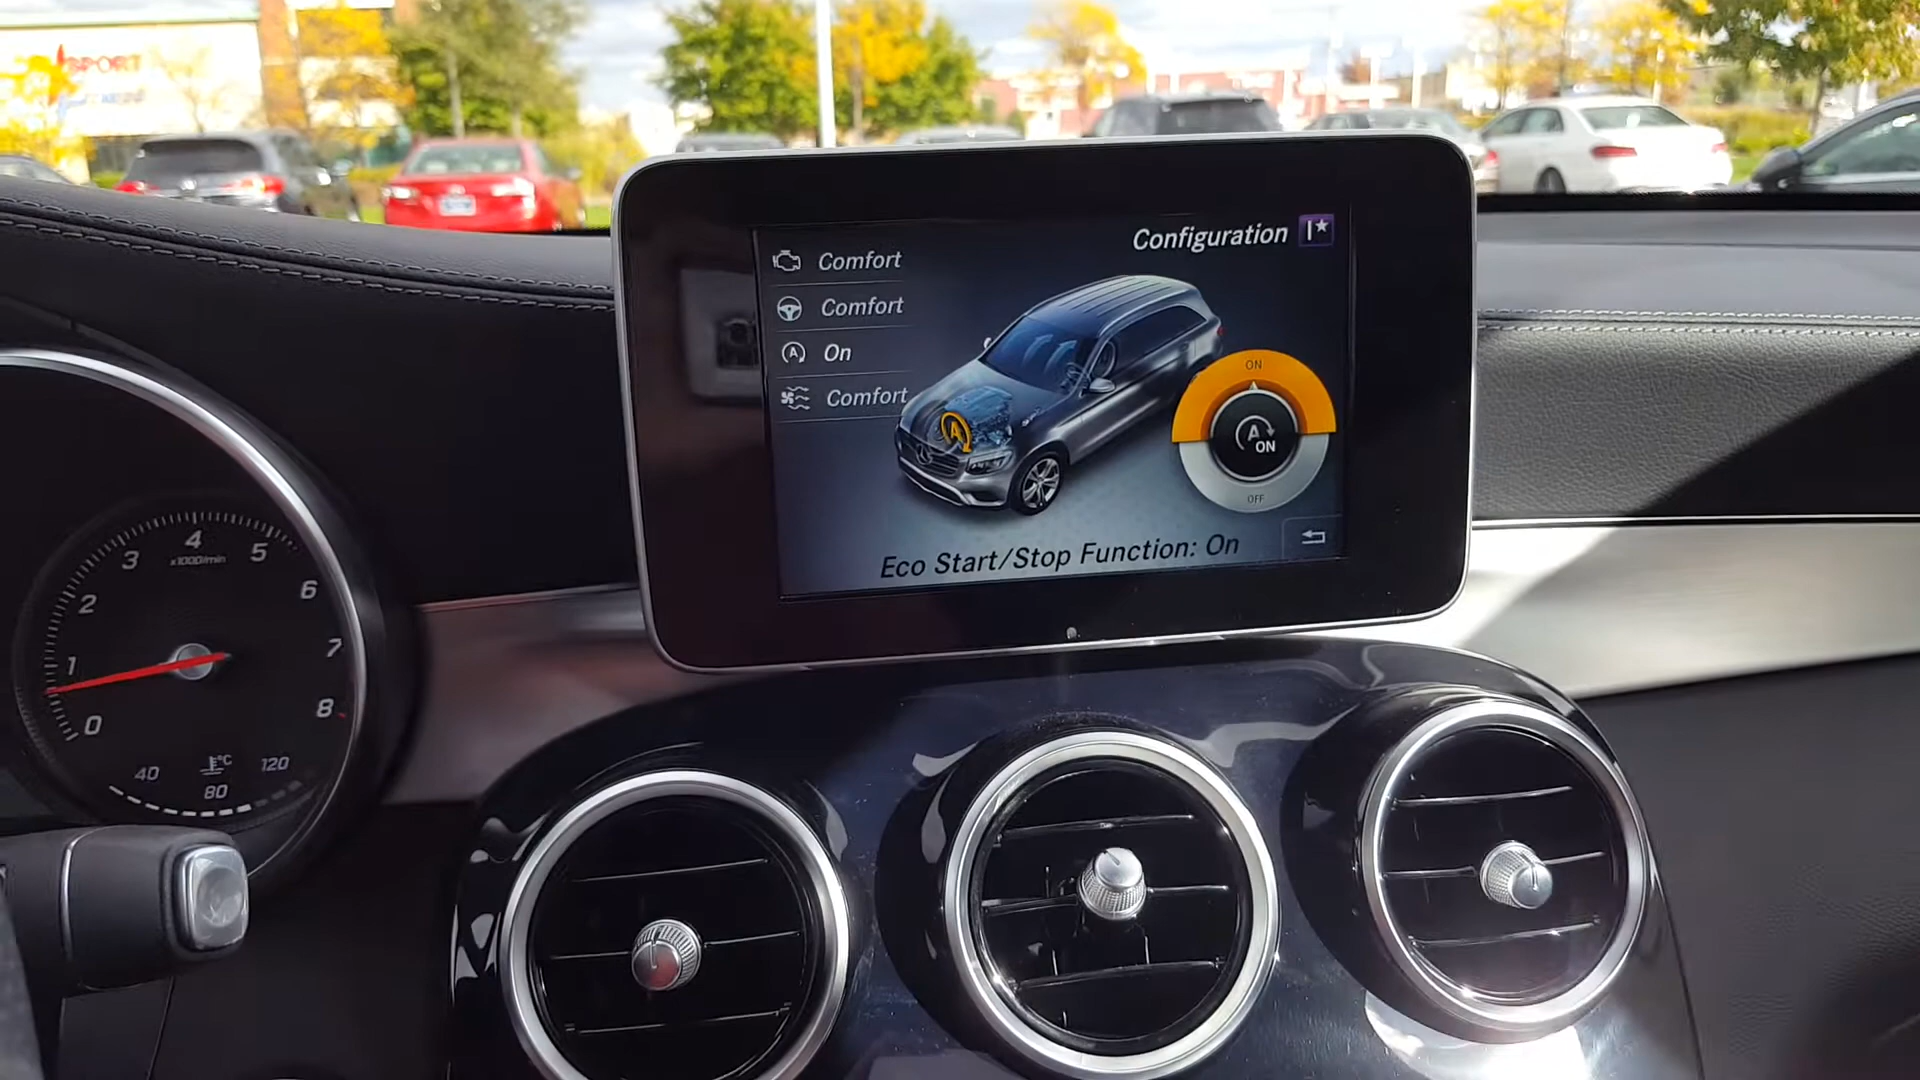 SPORT
Configuration
Comfort
Comfort
On
Comfort
ON
A
ON
OFF
A
Eco Start/Stop Function: On
0
1
2
3
4
5
6
7
8
x1000/min
40
80
120
°C